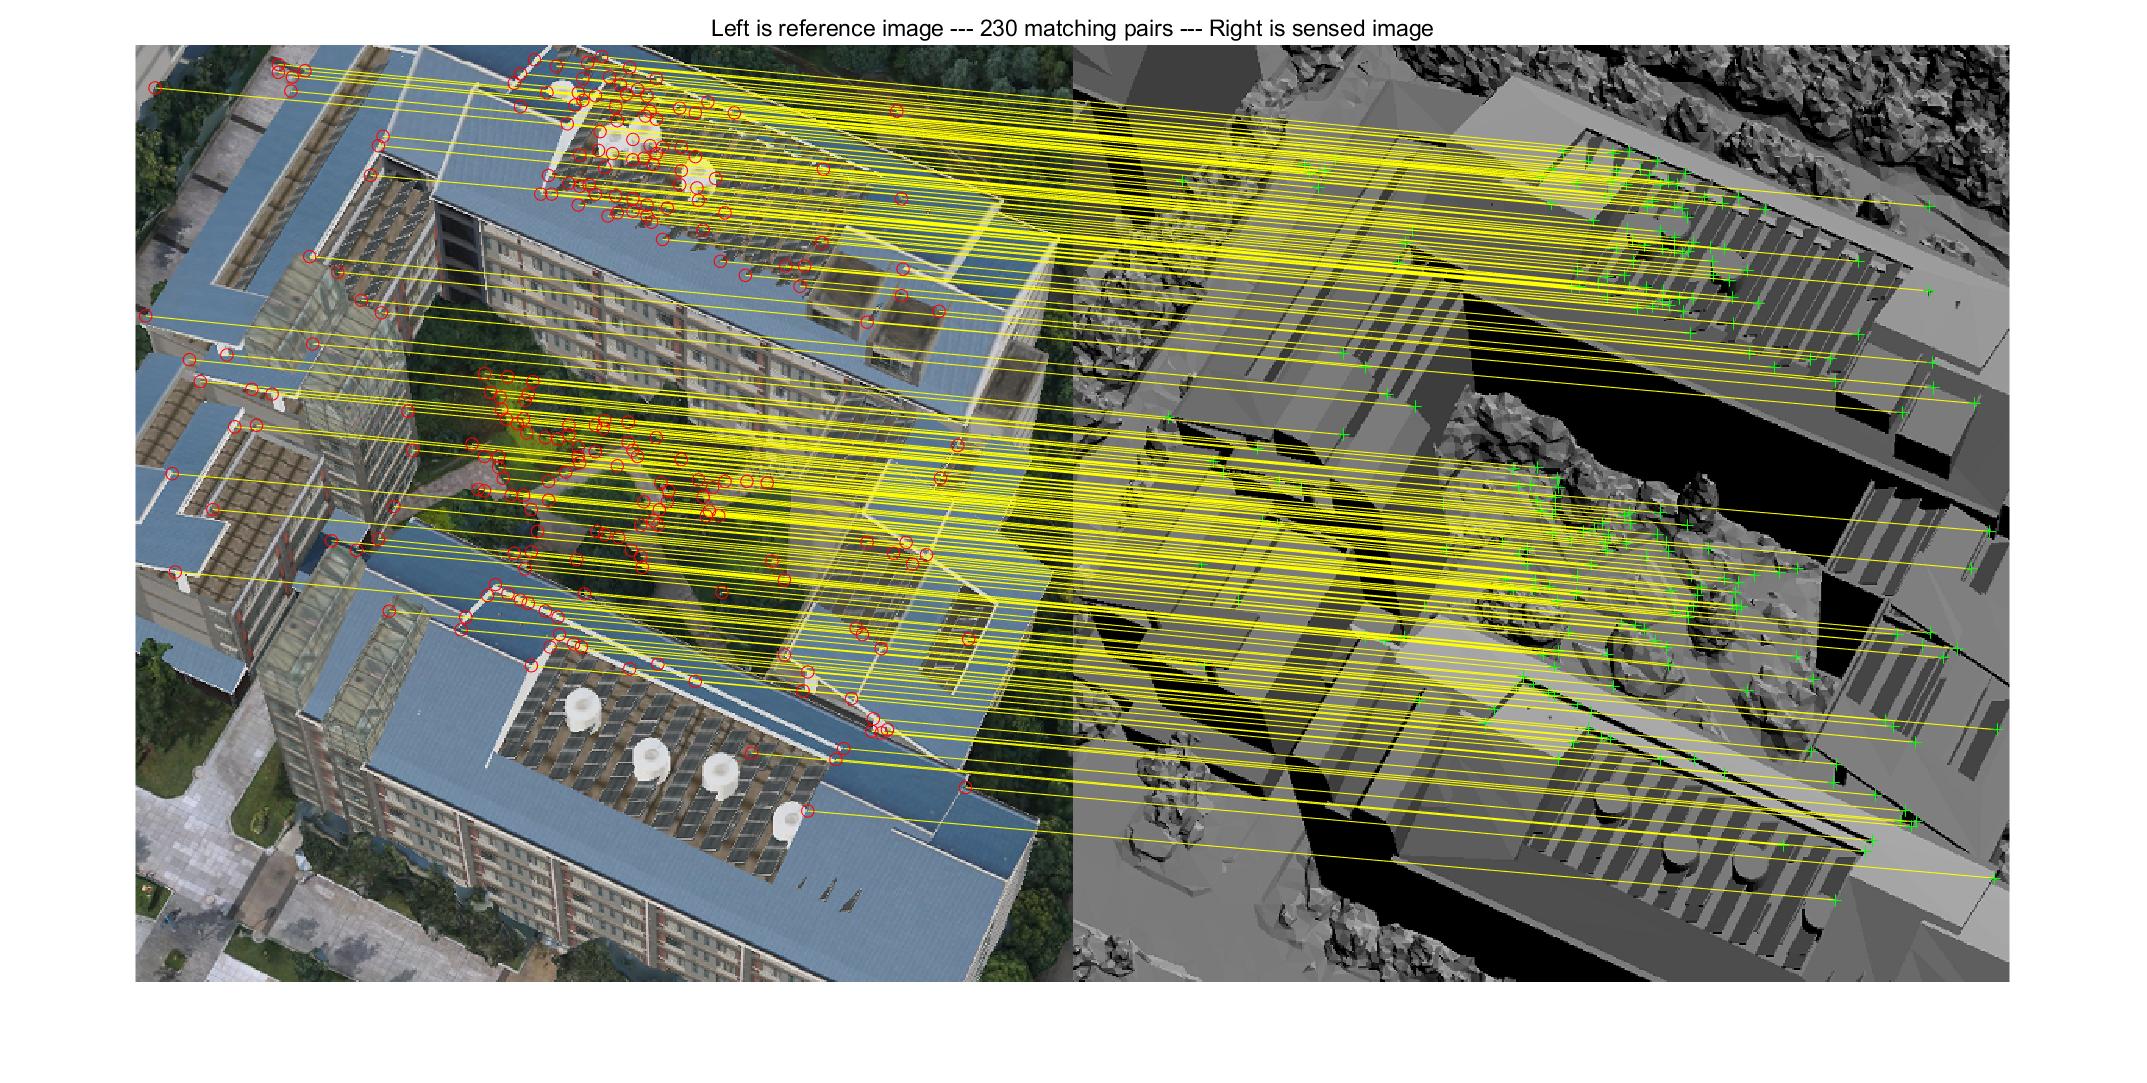 Left is reference image --- 230 matching pairs --- Right is sensed image